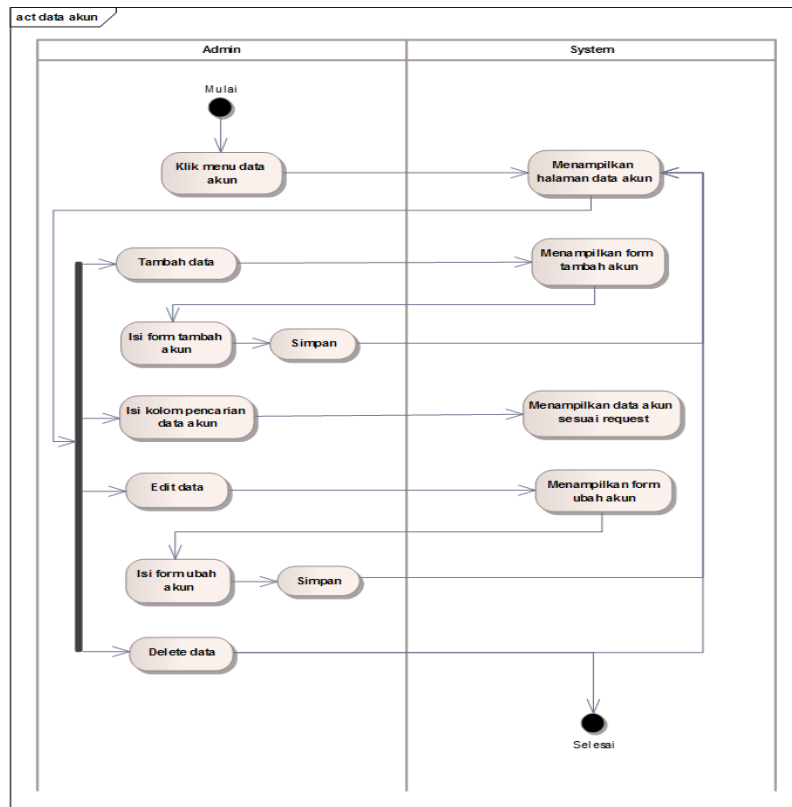 act data akun
Admin
System
Mulai
Klik menu data
akun
Menampilkan
halaman data akun
Tambah data
Menampilkan form
tambah akun
Isi form tambah
akun
Simpan
Isi kolom pencarian
data akun
Menampilkan data akun
sesuai request
Edit data
Menampilkan form
ubah akun
Isi form ubah
akun
Simpan
Delete data
Selesai